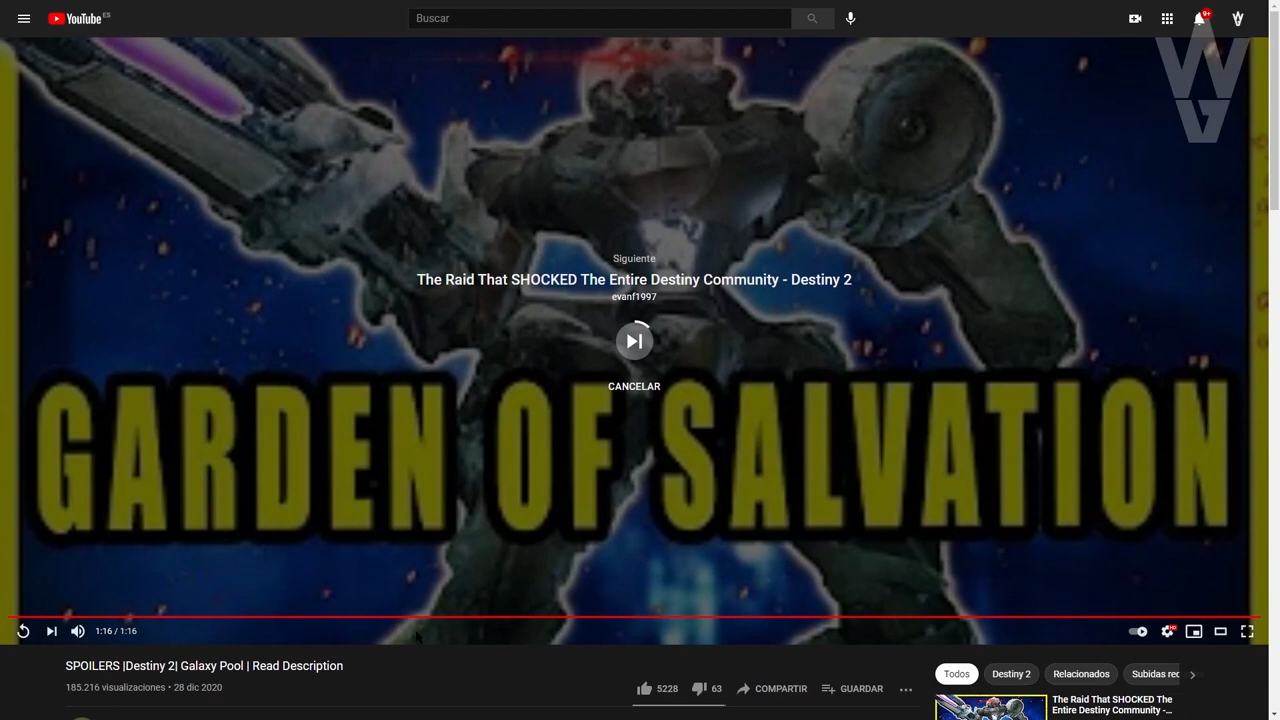 YouTube ES
Buscar
9+
W
WG
Siguiente
The Raid That SHOCKED The Entire Destiny Community - Destiny 2
evanf1997
CANCELAR
GARDEN OF SALVATION
1:16 / 1:16
HD
SPOILERS |Destiny 2| Galaxy Pool | Read Description
185.216 visualizaciones • 28 dic 2020
5228
63
COMPARTIR
GUARDAR
Todos
Destiny 2
Relacionados
Subidas rec
The Raid That SHOCKED The
Entire Destiny Community -...